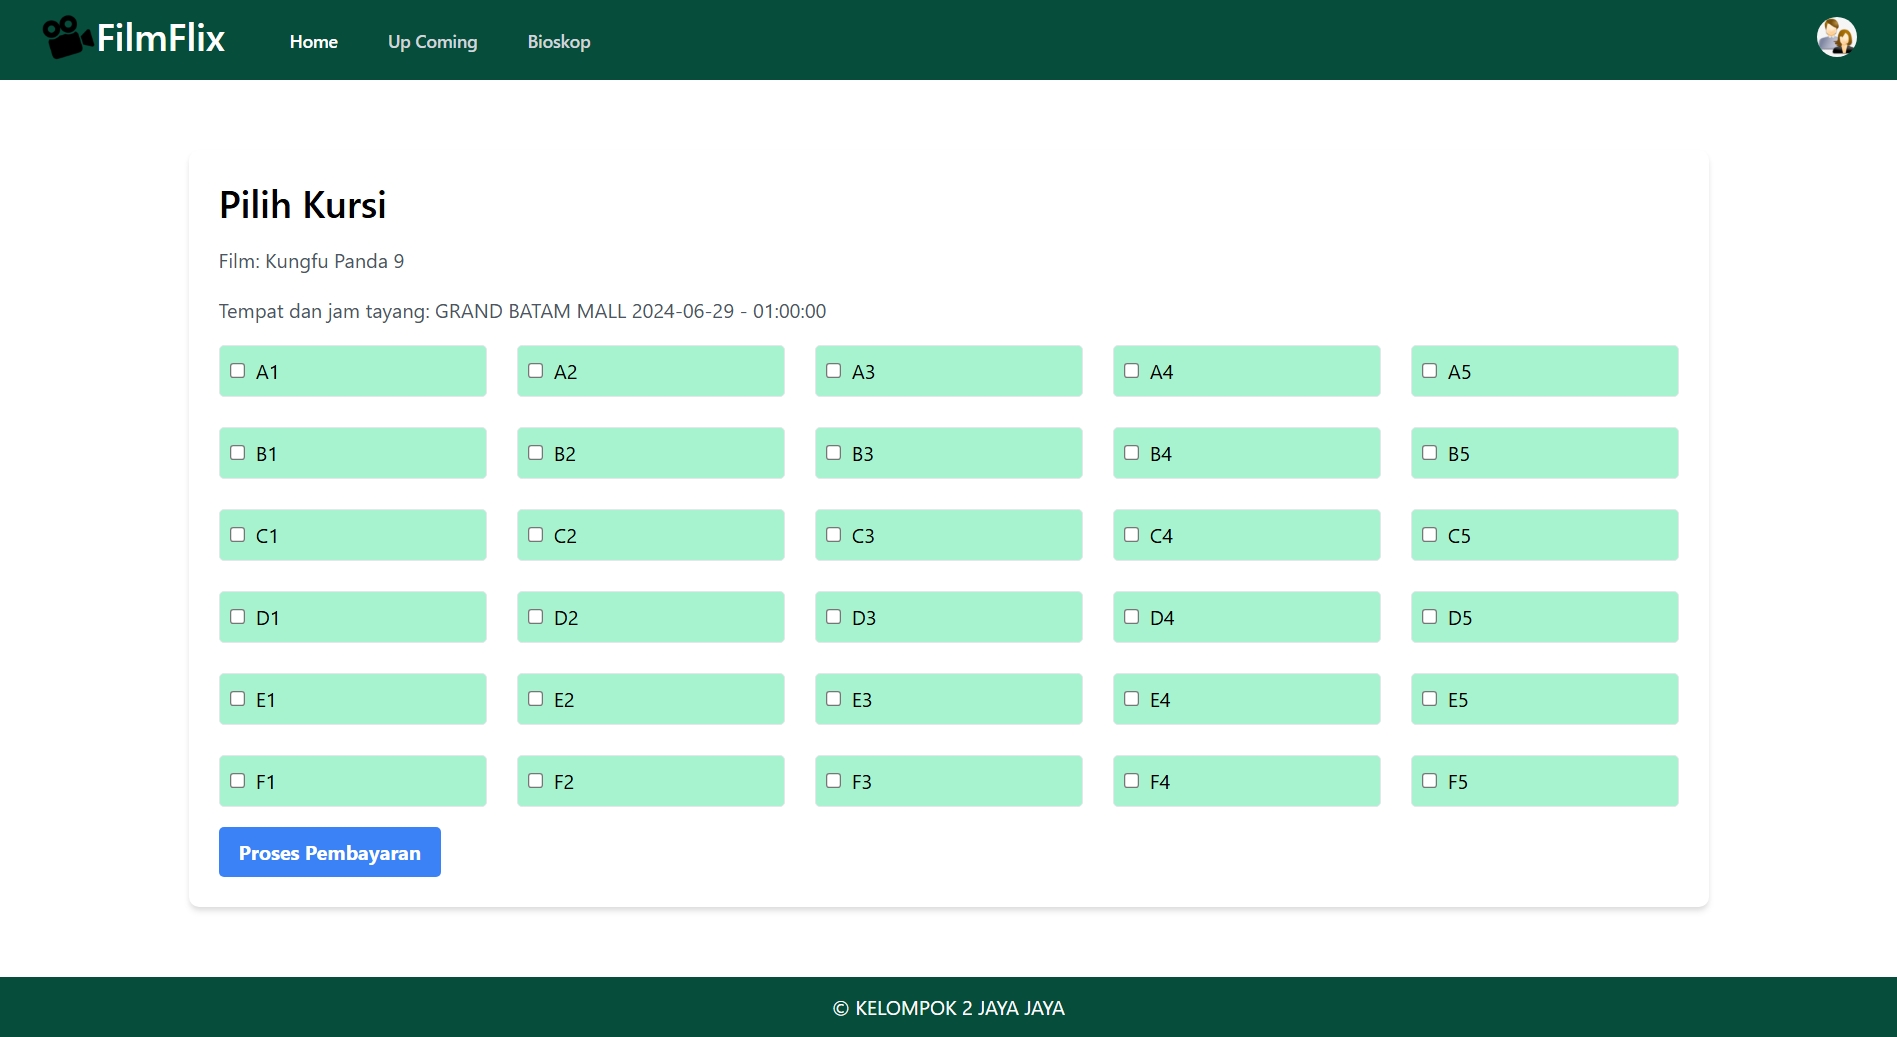 FilmFlix Home Up Coming Bioskop
Pilih Kursi
Film: Kungfu Panda 9
Tempat dan jam tayang: GRAND BATAM MALL 2024-06-29 - 01:00:00
A1 A2 A3 A4 A5
B1 B2 B3 B4 B5
C1 C2 C3 C4 C5
D1 D2 D3 D4 D5
E1 E2 E3 E4 E5
F1 F2 F3 F4 F5
Proses Pembayaran
© KELOMPOK 2 JAYA JAYA